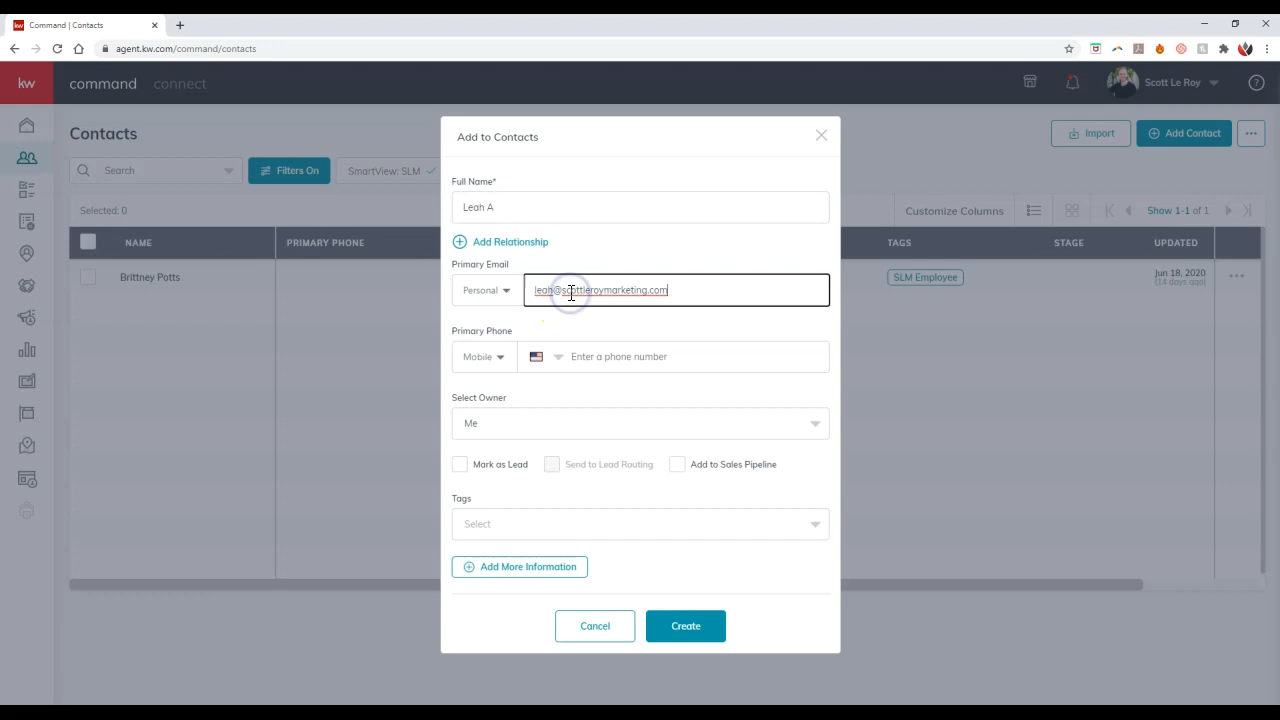 kw Command | Contacts
agent.kw.com/command/contacts
kw command connect Scott Le Roy
Contacts Import Add Contact
Search Filters On SmartView: SLM
Selected: 0 Customize Columns Show 1-1 of 1
NAME PRIMARY PHONE TAGS STAGE UPDATED
Brittney Potts SLM Employee Jun 18, 2020
(14 days ago)
Add to Contacts
Full Name*
Leah A
Add Relationship
Primary Email
Personal leah@scottleroymarketing.com
Primary Phone
Mobile Enter a phone number
Select Owner
Me
Mark as Lead Send to Lead Routing Add to Sales Pipeline
Tags
Select
Add More Information
Cancel Create